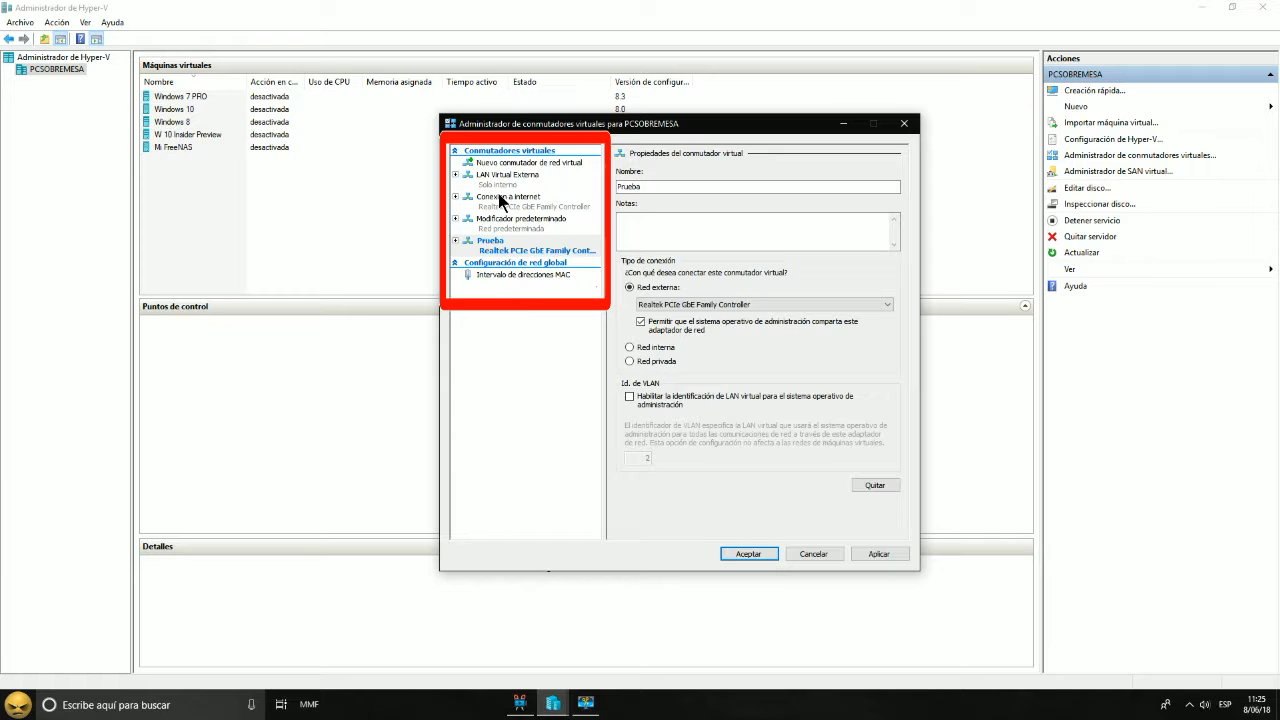 Administrador de Hyper-V
Archivo Acción Ver Ayuda
Administrador de Hyper-V
PCSOBREMESA
Máquinas virtuales
Nombre Acción en c... Uso de CPU Memoria asignada Tiempo activo Estado Versión de configur...
Windows 7 PRO desactivada 8.3
Windows 10 desactivada 8.0
Windows 8 desactivada
W 10 Insider Preview desactivada
Mi FreeNAS desactivada
Puntos de control
Detalles
Administrador de conmutadores virtuales para PCSOBREMESA
Conmutadores virtuales
Nuevo conmutador de red virtual
LAN Virtual Externa
Solo interno
Conexión a internet
Realtek PCIe GbE Family Controller
Modificador predeterminado
Red predeterminada
Prueba
Realtek PCIe GbE Family Cont...
Configuración de red global
Intervalo de direcciones MAC
Propiedades del conmutador virtual
Nombre:
Prueba
Notas:
Tipo de conexión
¿Con qué desea conectar este conmutador virtual?
Red externa:
Realtek PCIe GbE Family Controller
Permitir que el sistema operativo de administración comparta este
adaptador de red
Red interna
Red privada
Id. de VLAN
Habilitar la identificación de LAN virtual para el sistema operativo de
administración
El identificador de VLAN especifica la LAN virtual que usará el sistema operativo de
administración para todas las comunicaciones de red a través de este adaptador
de red. Esta opción de configuración no afecta a las redes de máquinas virtuales.
2
Quitar
Aceptar Cancelar Aplicar
Acciones
PCSOBREMESA
Creación rápida...
Nuevo
Importar máquina virtual...
Configuración de Hyper-V...
Administrador de conmutadores virtuales...
Administrador de SAN virtual...
Editar disco...
Inspeccionar disco...
Detener servicio
Quitar servidor
Actualizar
Ver
Ayuda
Escribe aquí para buscar
MMF
ESP
11:25
8/06/18